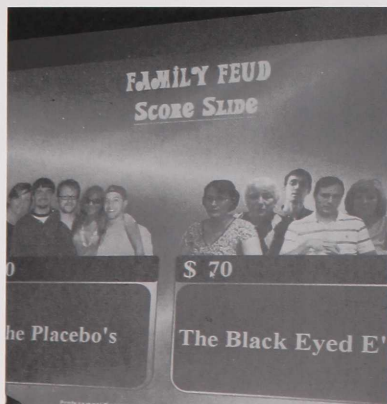 FAMiLY FEUD
SCORE SLIDE
0
$ 70
he Placebo's
The Black Eyed E'